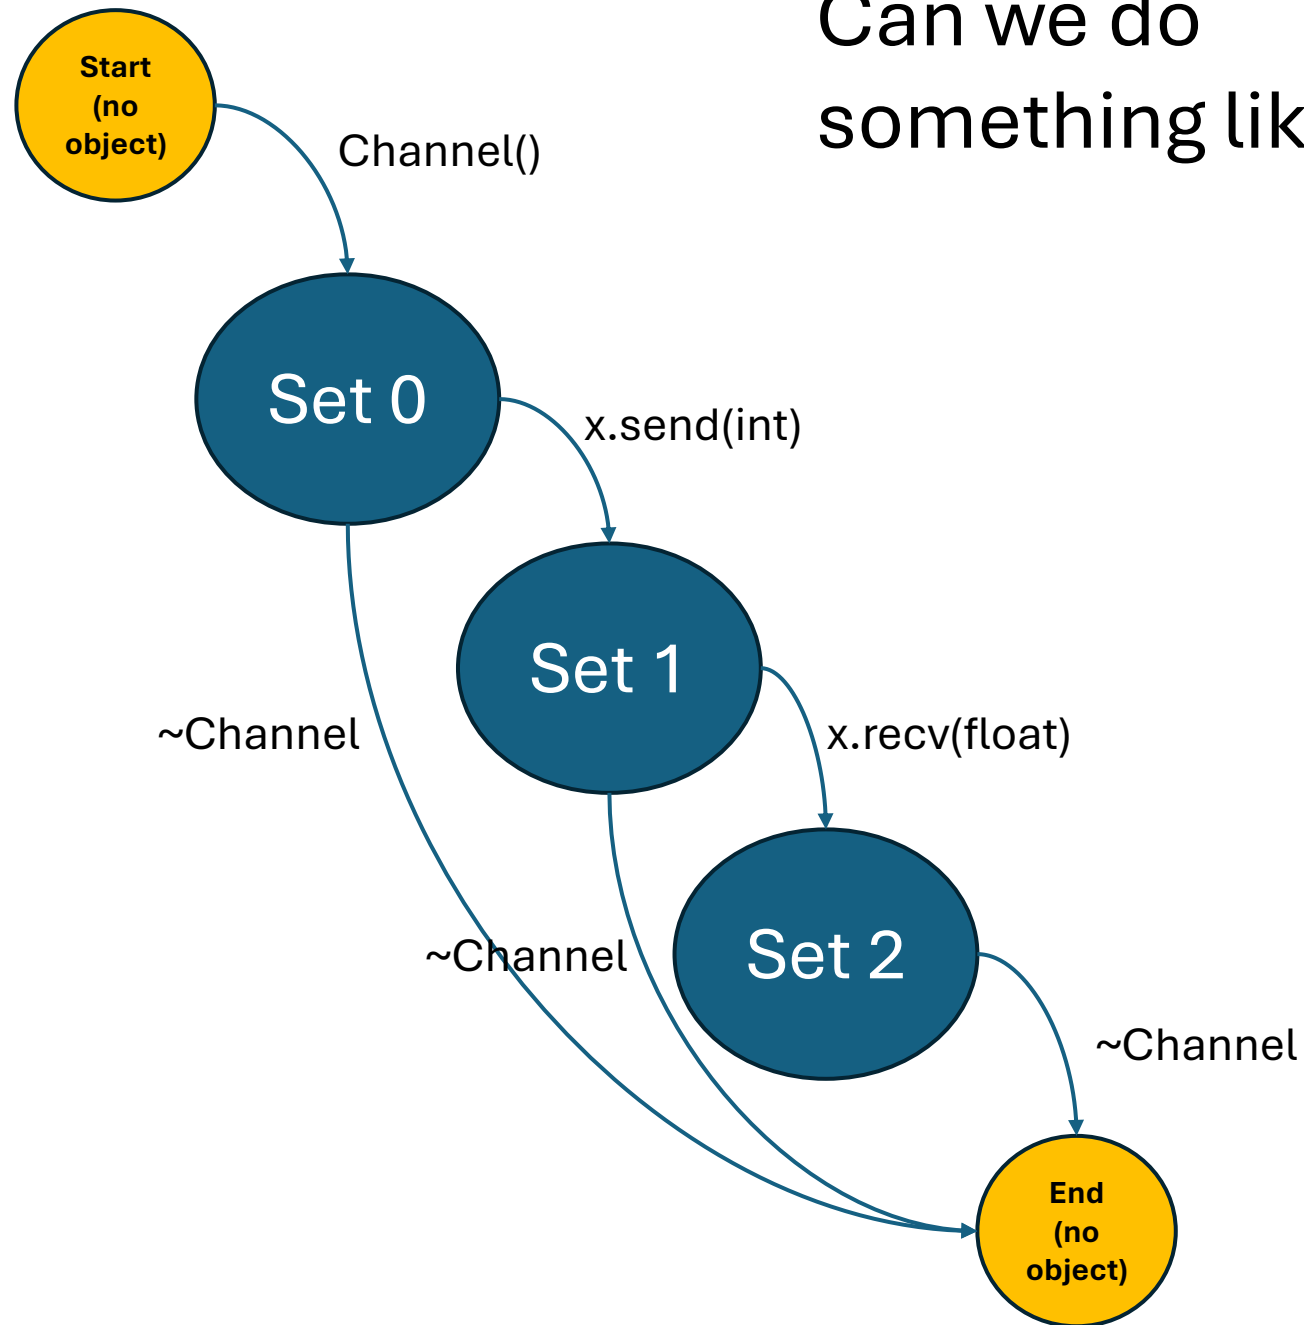 Can we do
something lik
Start
(no
object)
Channel()
Set 0
x.send(int)
Set 1
~Channel
x.recv(float)
~Channel
Set 2
~Channel
End
(no
object)